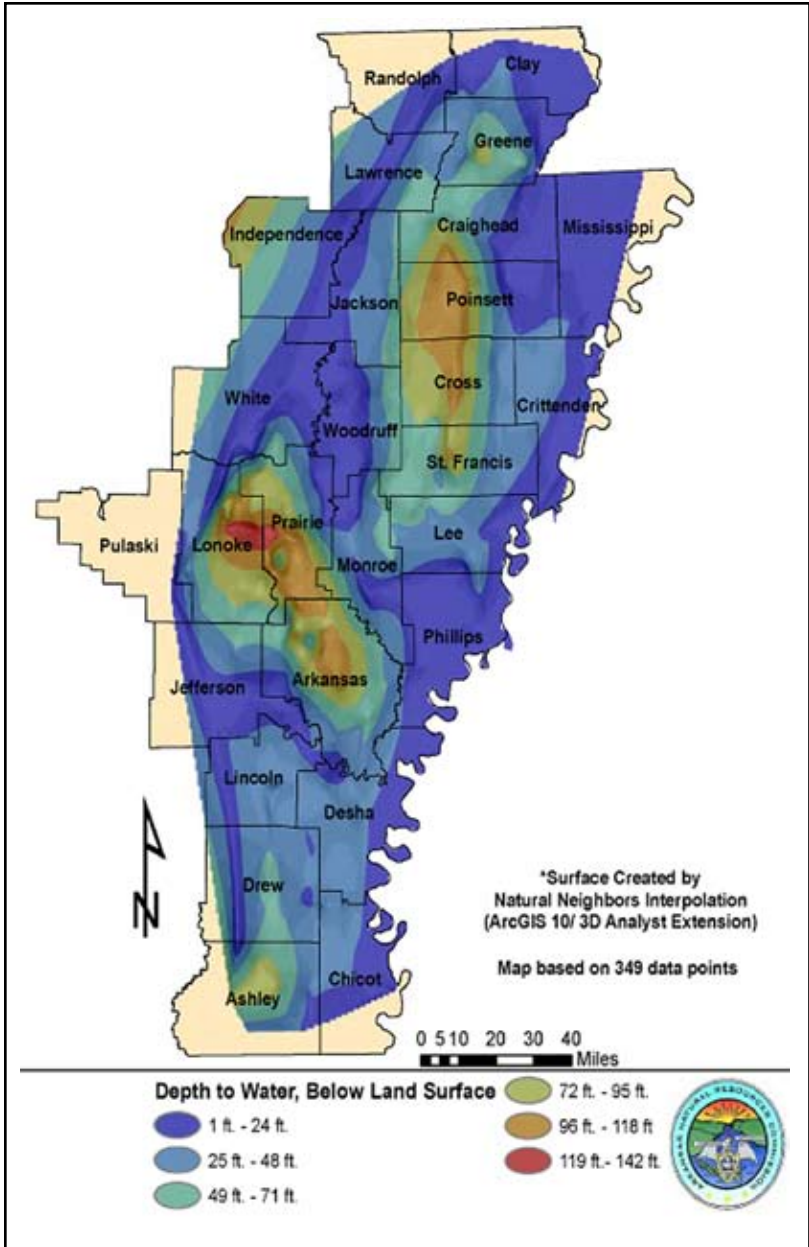 Clay
Randolph
Greene
Lawrence
Craighead
Mississippi
Independence
Jackson
Poinsett
Cross
White
Crittenden
Woodruff
St. Francis
Prairie
Lee
Pulaski
Lonoke
Monroe
Phillips
Arkansas
Jefferson
Lincoln
Desha
Drew
Chicot
Ashley
N
*Surface Created by
Natural Neighbors Interpolation
(ArcGIS 10/ 3D Analyst Extension)
Map based on 349 data points
0 5 10 20 30 40
Miles
Depth to Water, Below Land Surface
1 ft. - 24 ft.
25 ft. - 48 ft.
49 ft. - 71 ft.
72 ft. - 95 ft.
96 ft. - 118 ft
119 ft.- 142 ft.
ARKANSAS NATURAL RESOURCES COMMISSION